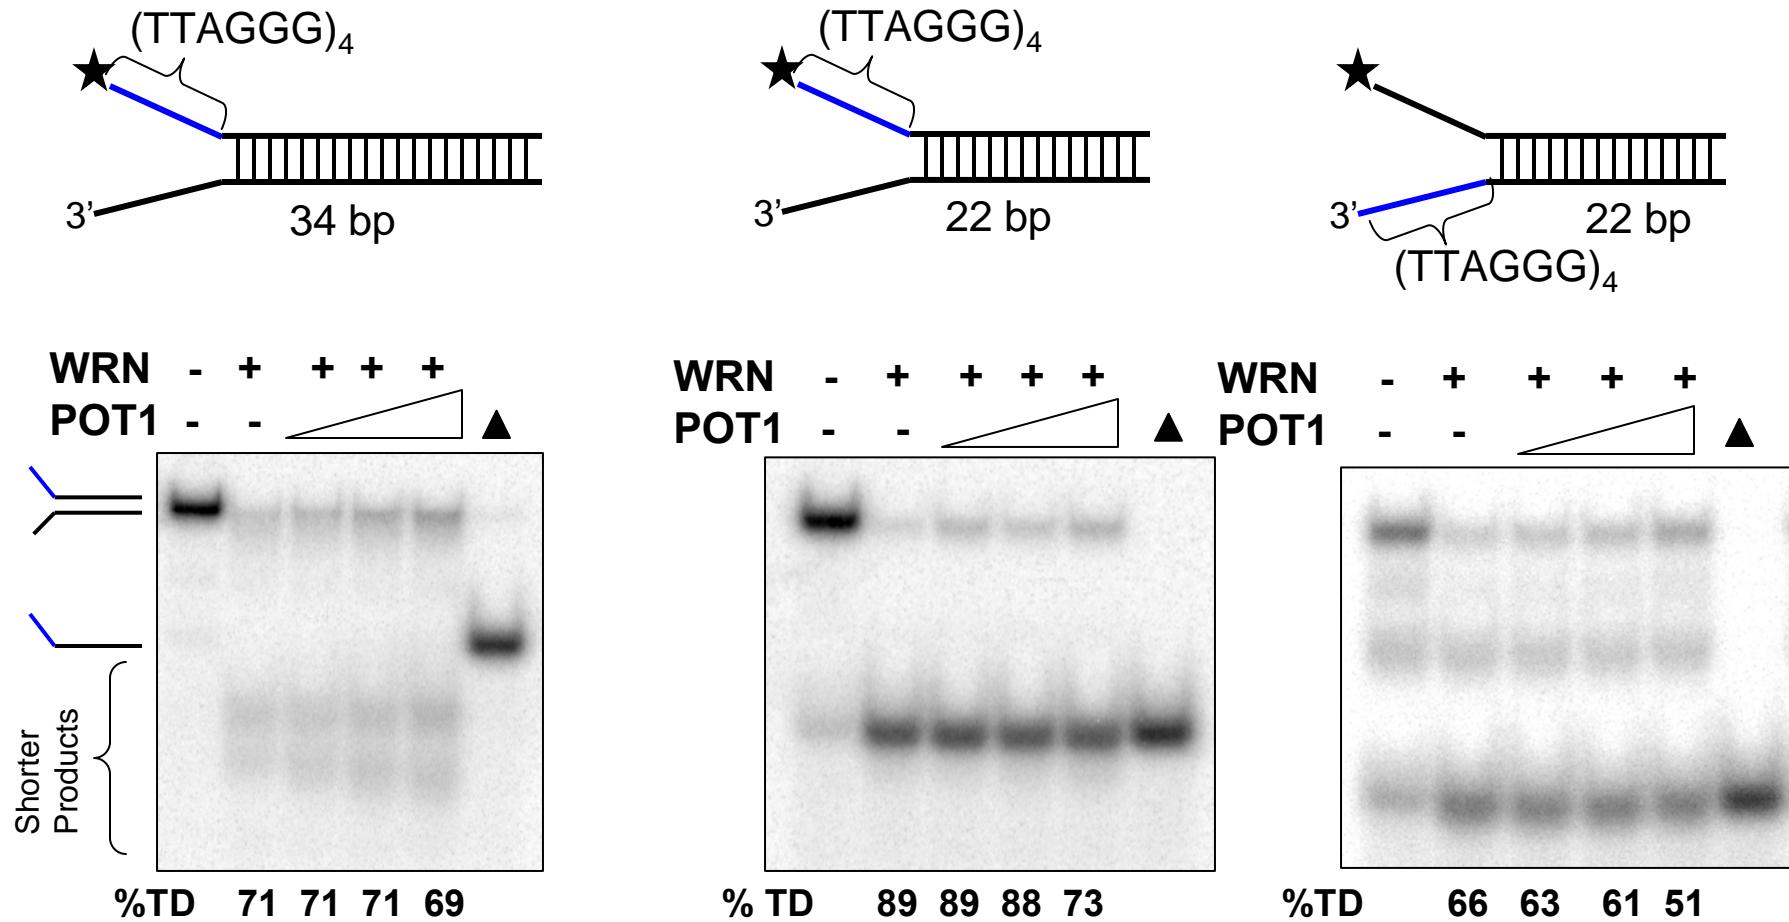 (TTAGGG)4
3’
34 bp
(TTAGGG)4
3’
22 bp
3’
22 bp
(TTAGGG)4
WRN - + + + +
POT1 - -
Shorter
Products
%TD 71 71 71 69
WRN - + + + +
POT1 - -
% TD 89 89 88 73
WRN - + + + +
POT1 - -
%TD 66 63 61 51